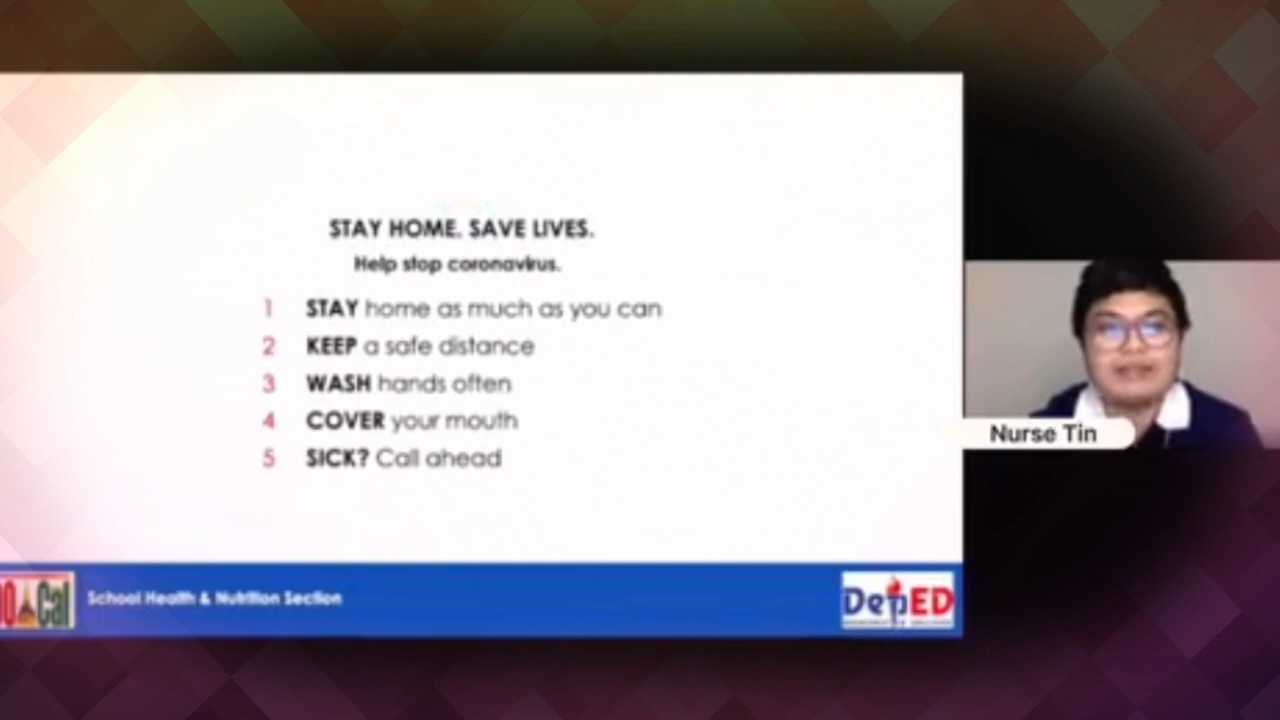 STAY HOME. SAVE LIVES.
Help stop coronavirus.
1 STAY home as much as you can
2 KEEP a safe distance
3 WASH hands often
4 COVER your mouth
5 SICK? Call ahead
Nurse Tin
School Health & Nutrition Section
DepED